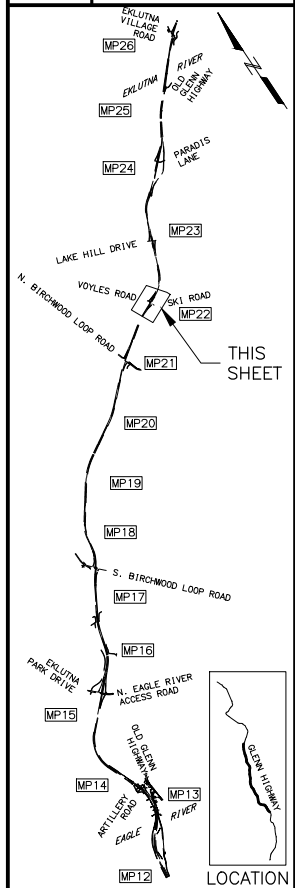 EKLUTNA
VILLAGE
ROAD
MP26
EKLUTNA RIVER
OLD
GLENN
HIGHWAY
MP25
PARADIS
LANE
MP24
MP23
LAKE HILL DRIVE
VOYLES ROAD
SKI ROAD
MP22
N. BIRCHWOOD LOOP ROAD
THIS
SHEET
MP21
MP20
MP19
MP18
S. BIRCHWOOD LOOP ROAD
MP17
MP16
EKLUTNA
PARK DRIVE
N. EAGLE RIVER
ACCESS ROAD
MP15
OLD GLENN
HIGHWAY
MP14
MP13
ARTILLERY
ROAD
EAGLE RIVER
MP12
GLENN HIGHWAY
LOCATION
N